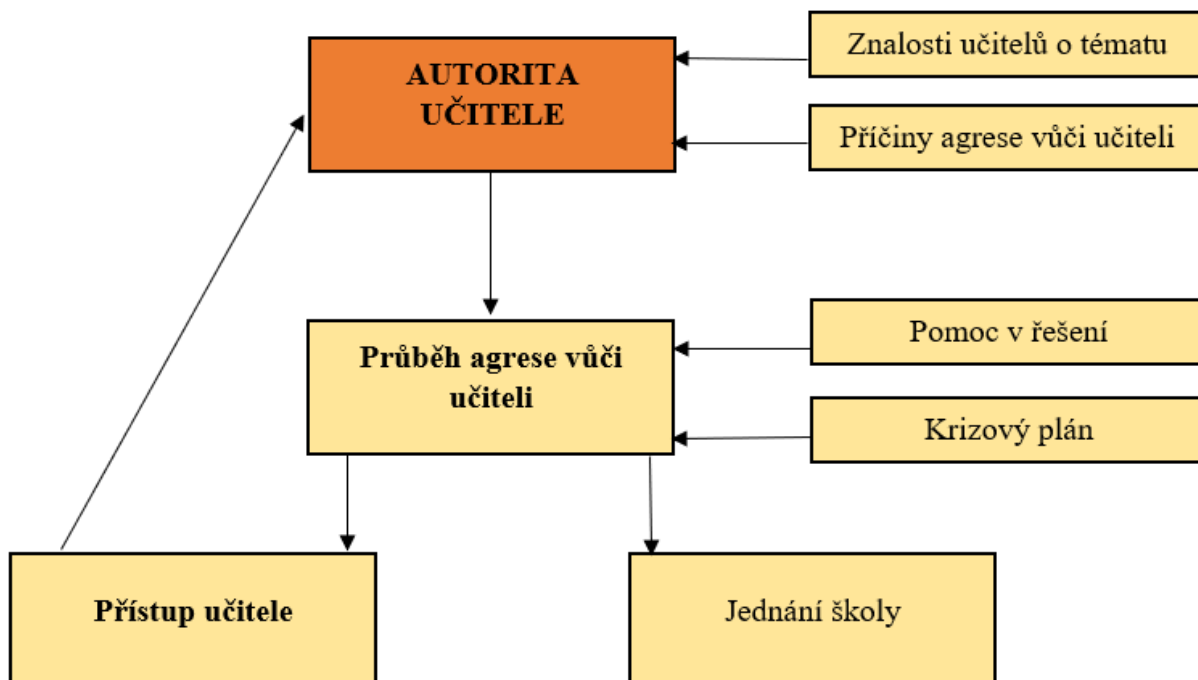 Znalosti učitelů o tématu
AUTORITA
UČITELE
Příčiny agrese vůči učiteli
Pomoc v řešení
Průběh agrese vůči
učiteli
Krizový plán
Přístup učitele
Jednání školy